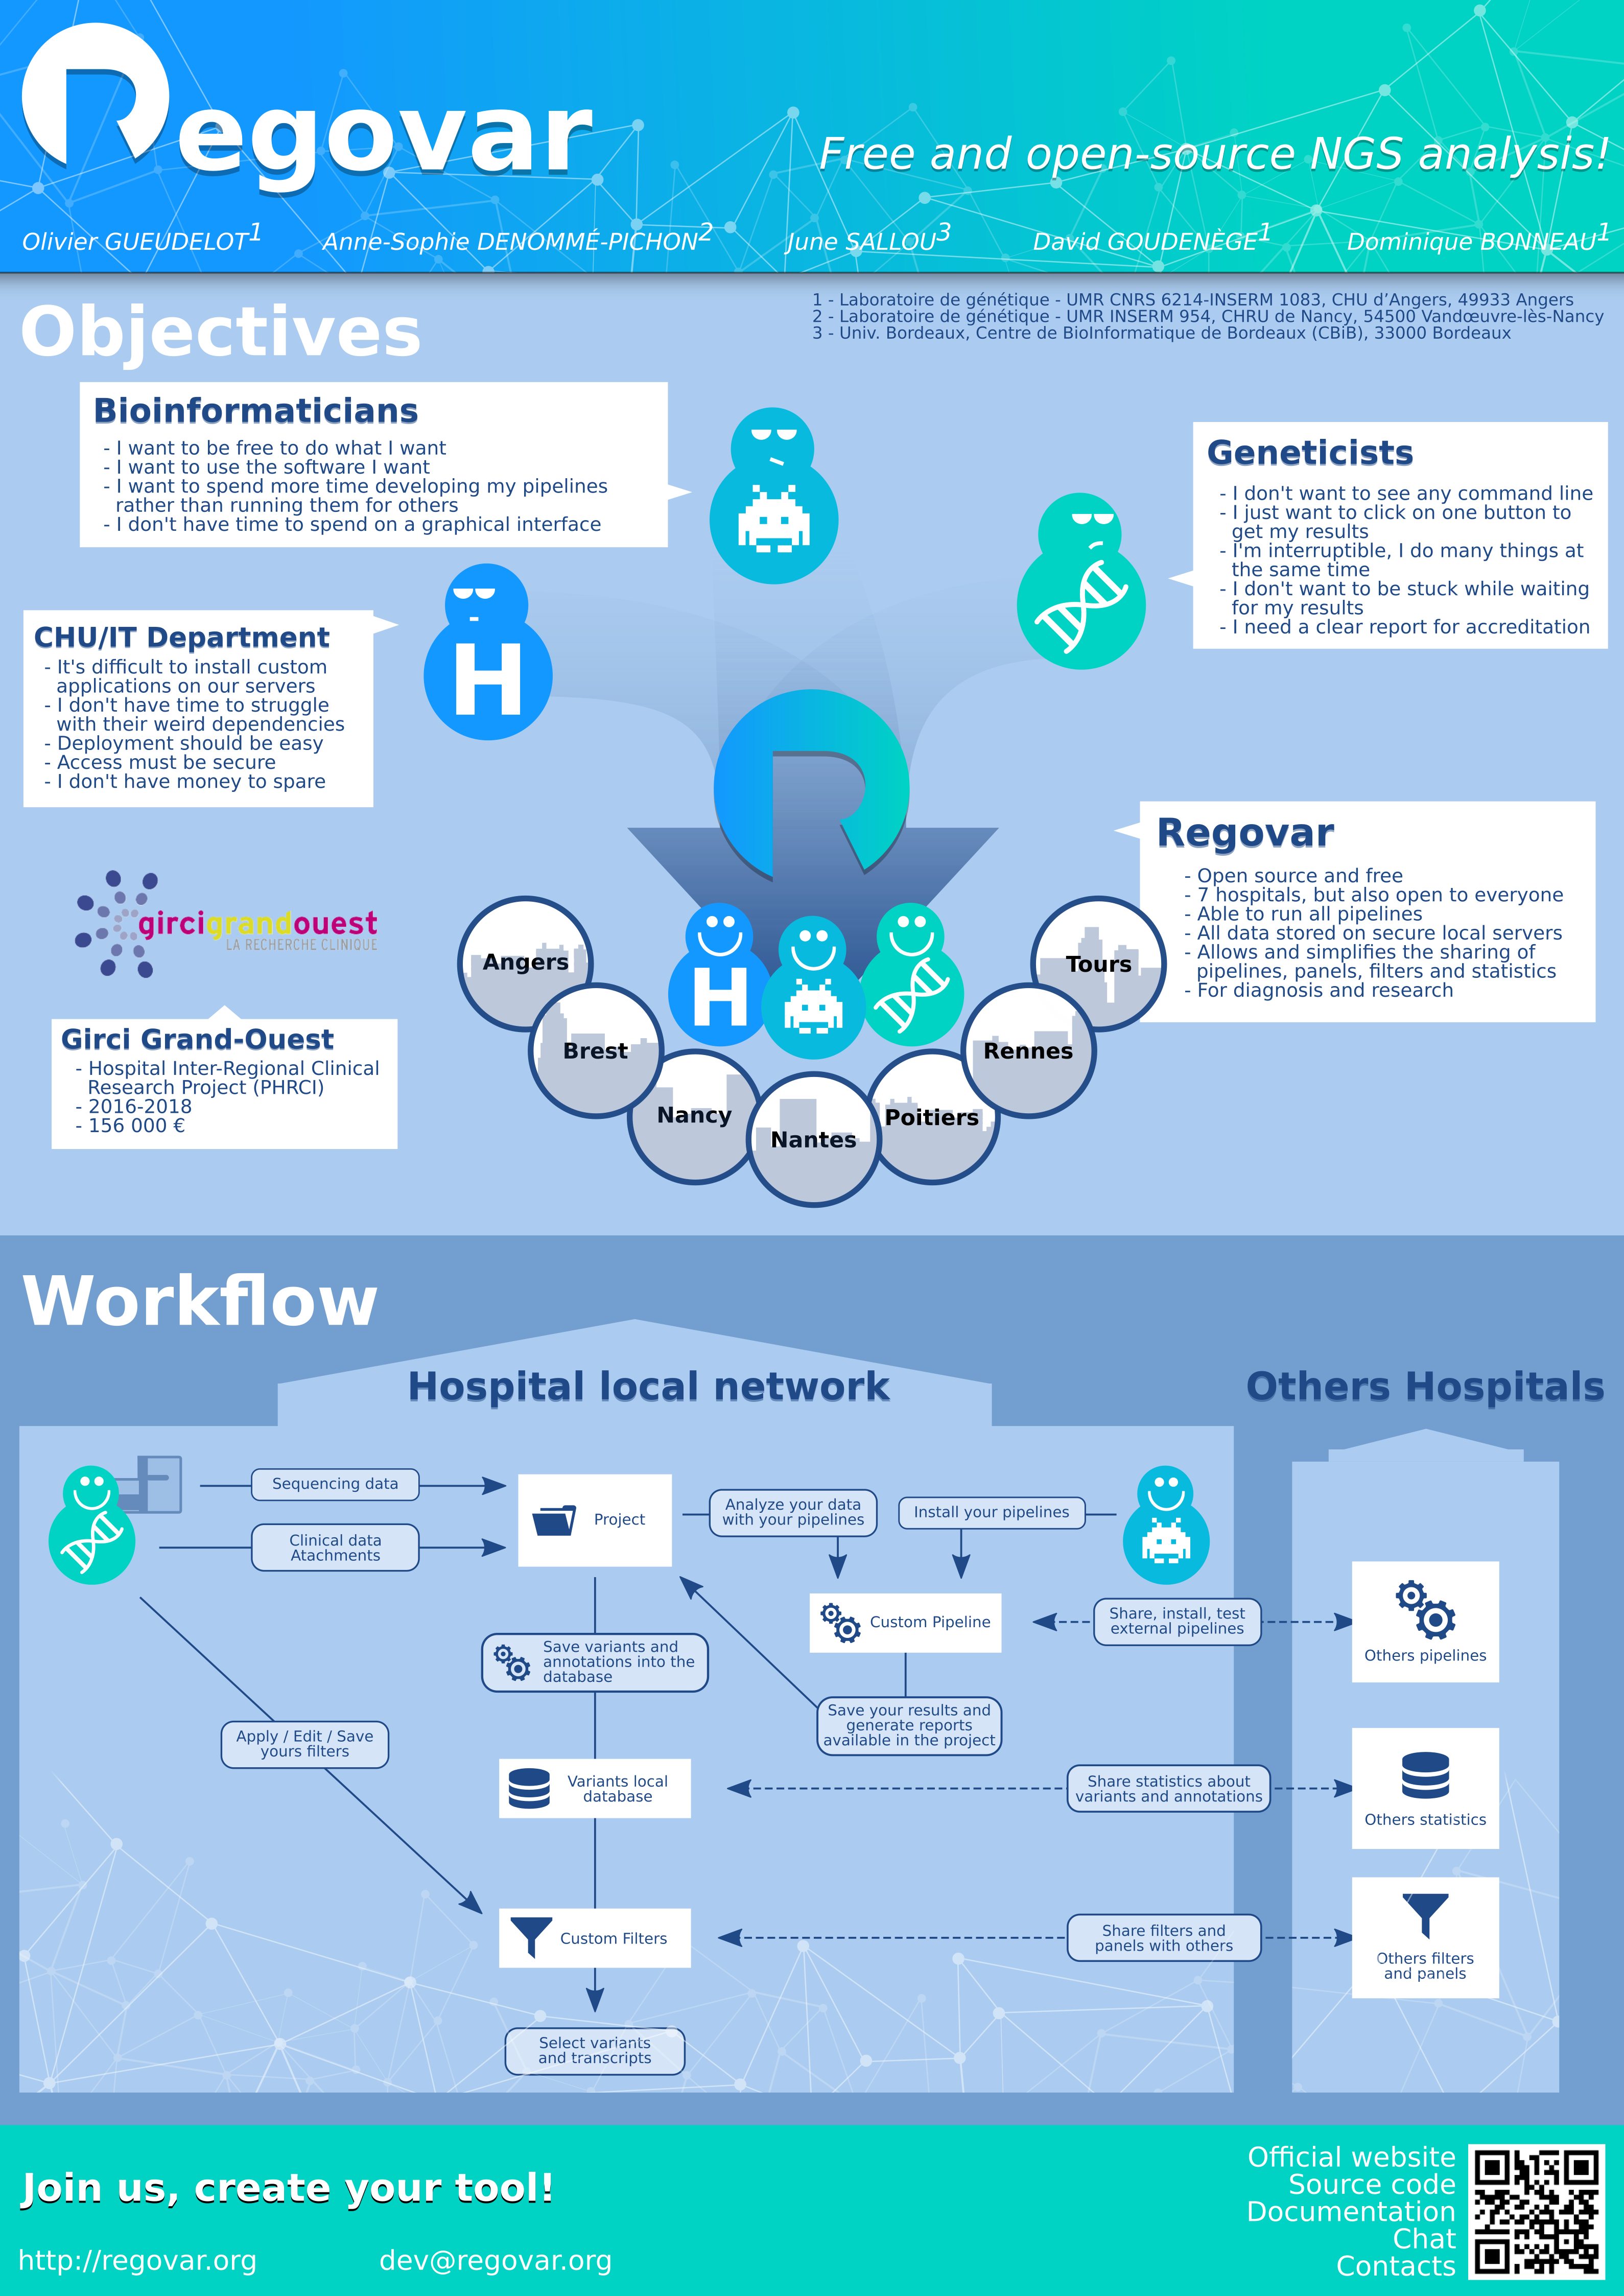 Regovar
Free and open-source NGS analysis!
Olivier GUEUDELOT1 Anne-Sophie DENOMMÉ-PICHON2 June SALLOU3 David GOUDENÈGE1 Dominique BONNEAU1
1 - Laboratoire de génétique - UMR CNRS 6214-INSERM 1083, CHU d’Angers, 49933 Angers
2 - Laboratoire de génétique - UMR INSERM 954, CHRU de Nancy, 54500 Vandœuvre-lès-Nancy
3 - Univ. Bordeaux, Centre de BioInformatique de Bordeaux (CBiB), 33000 Bordeaux
Objectives
Bioinformaticians
- I want to be free to do what I want
- I want to use the software I want
- I want to spend more time developing my pipelines
rather than running them for others
- I don't have time to spend on a graphical interface
Geneticists
- I don't want to see any command line
- I just want to click on one button to
get my results
- I'm interruptible, I do many things at
the same time
- I don't want to be stuck while waiting
for my results
- I need a clear report for accreditation
CHU/IT Department
- It's difficult to install custom
applications on our servers
- I don't have time to struggle
with their weird dependencies
- Deployment should be easy
- Access must be secure
- I don't have money to spare
H
R
Regovar
- Open source and free
- 7 hospitals, but also open to everyone
- Able to run all pipelines
- All data stored on secure local servers
- Allows and simplifies the sharing of
pipelines, panels, filters and statistics
- For diagnosis and research
gircigrandouest
LA RECHERCHE CLINIQUE
Girci Grand-Ouest
- Hospital Inter-Regional Clinical
Research Project (PHRCI)
- 2016-2018
- 156 000 €
H
Angers
Brest
Nancy
Nantes
Poitiers
Rennes
Tours
Workflow
Hospital local network
Others Hospitals
Sequencing data
Clinical data
Atachments
Project
Analyze your data
with your pipelines
Install your pipelines
Custom Pipeline
Share, install, test
external pipelines
Others pipelines
Save variants and
annotations into the
database
Save your results and
generate reports
available in the project
Apply / Edit / Save
yours filters
Variants local
database
Share statistics about
variants and annotations
Others statistics
Custom Filters
Share filters and
panels with others
Others filters
and panels
Select variants
and transcripts
Join us, create your tool!
http://regovar.org
dev@regovar.org
Official website
Source code
Documentation
Chat
Contacts